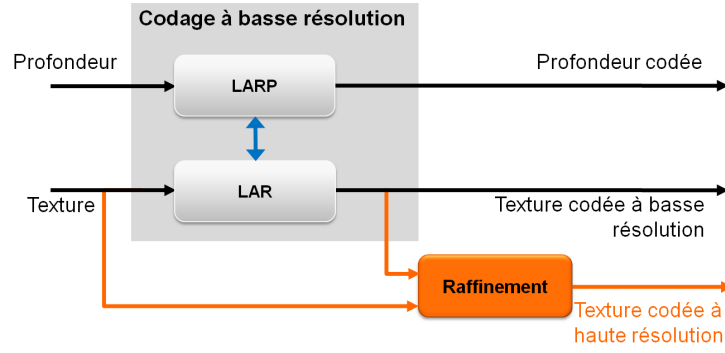 Codage à basse résolution
Profondeur
Profondeur codée
LARP
LAR
Texture
Texture codée à basse
résolution
Raffinement
Texture codée à
haute résolution